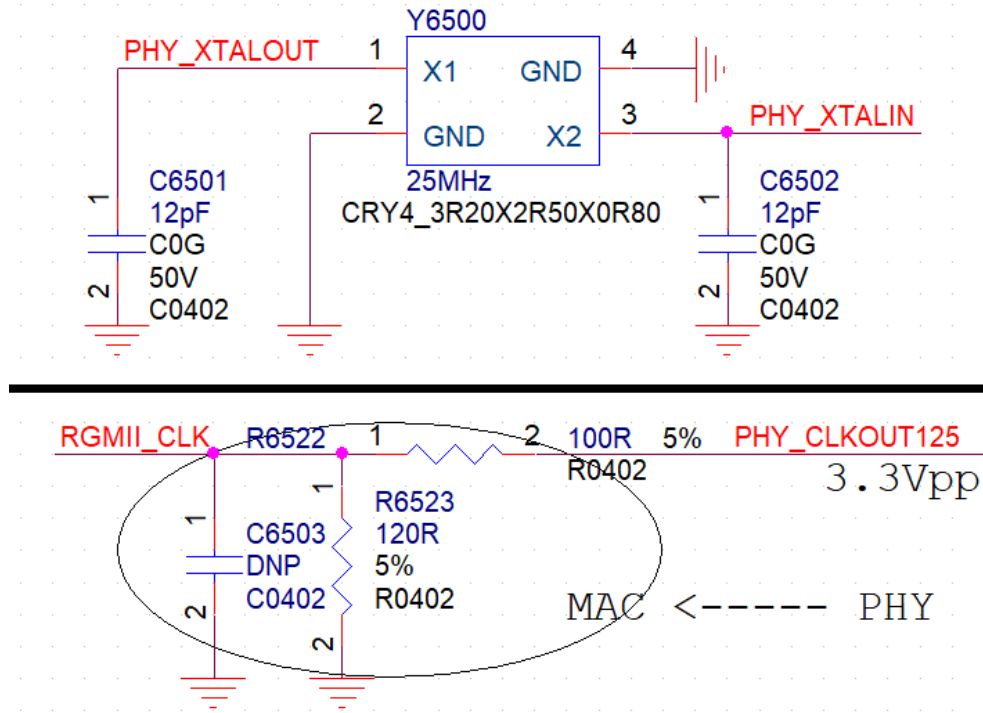 Y6500
PHY_XTALOUT 1 X1 GND 4
2 GND X2 3 PHY_XTALIN
25MHz
CRY4_3R20X2R50X0R80
1 C6501
12pF
C0G
50V
2 C0402
1 C6502
12pF
C0G
50V
2 C0402
RGMII_CLK R6522 1 2 100R 5% PHY_CLKOUT125
R0402 3.3Vpp
1 C6503
DNP
2 C0402
1 R6523
120R
5%
2 R0402
MAC <----- PHY